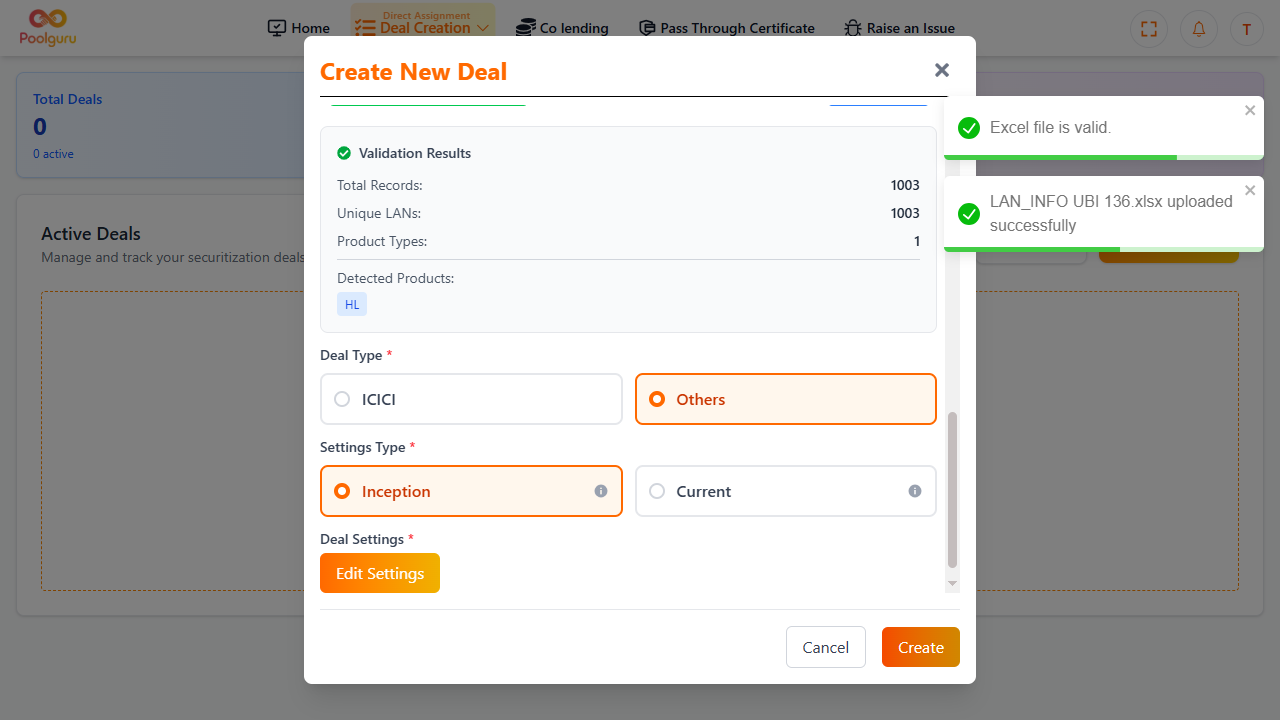 Poolguru
Home
Direct Assignment
Deal Creation
Co lending
Pass Through Certificate
Raise an Issue
T
Total Deals
0
0 active
Active Deals
Manage and track your securitization deals
Create New Deal
Validation Results
Total Records: 1003
Unique LANs: 1003
Product Types: 1
Detected Products:
HL
Deal Type *
ICICI
Others
Settings Type *
Inception
Current
Deal Settings *
Edit Settings
Cancel
Create
Excel file is valid.
LAN_INFO UBI 136.xlsx uploaded
successfully